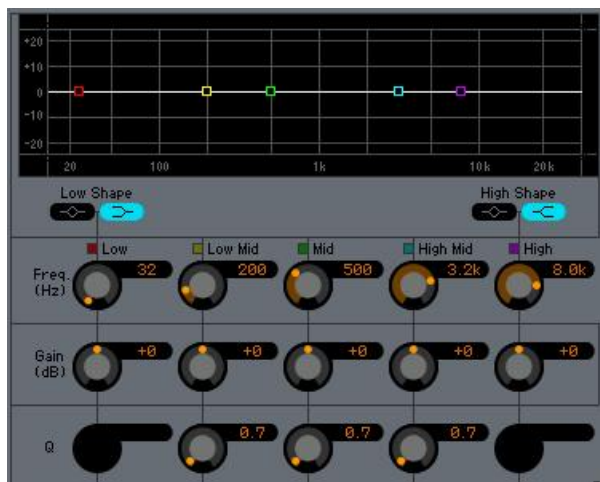 +20
+10
0
-10
-20
20 100 1k 10k 20k
Low Shape High Shape
Low Low Mid Mid High Mid High
Freq. (Hz) 32 200 500 3.2k 8.0k
Gain (dB) +0 +0 +0 +0 +0
Q 0.7 0.7 0.7